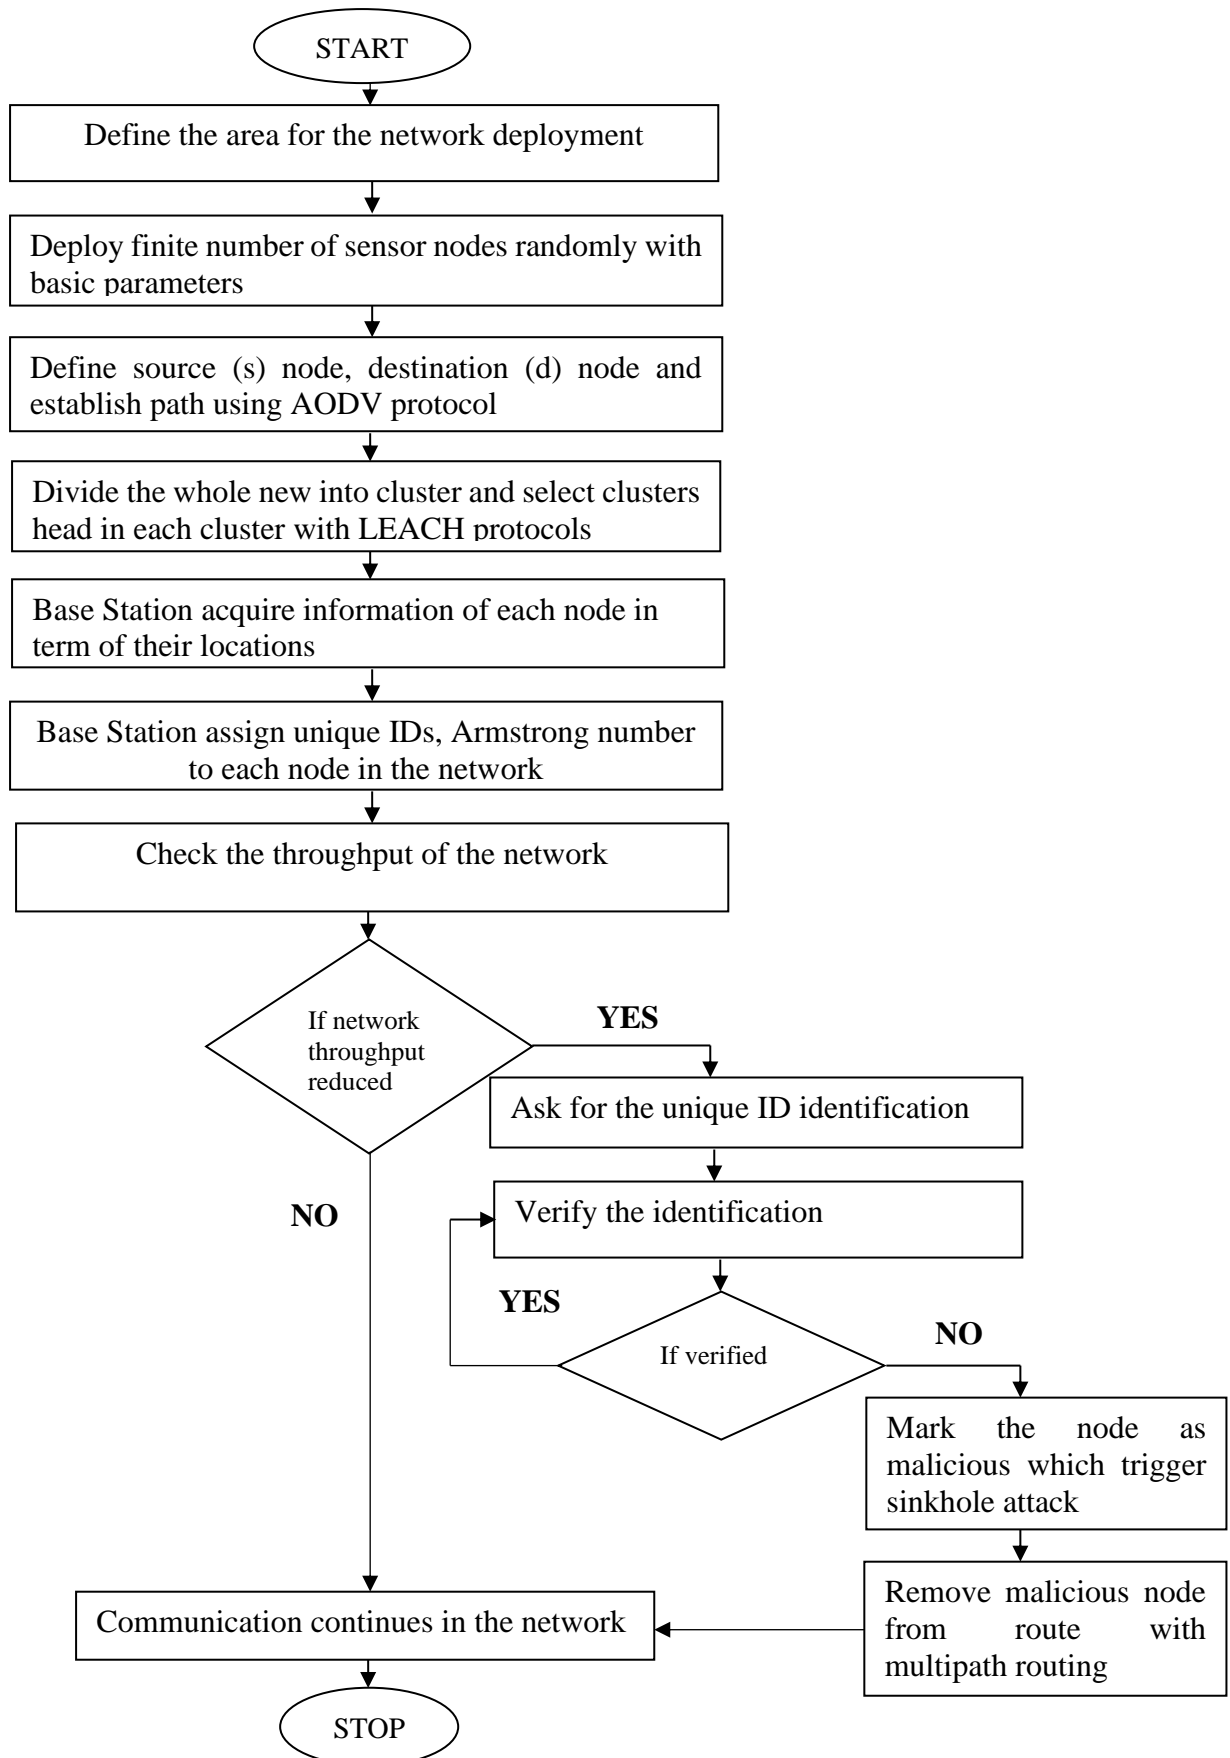 START
Define the area for the network deployment
Deploy finite number of sensor nodes randomly with
basic parameters
Define source (s) node, destination (d) node and
establish path using AODV protocol
Divide the whole new into cluster and select clusters
head in each cluster with LEACH protocols
Base Station acquire information of each node in
term of their locations
Base Station assign unique IDs, Armstrong number
to each node in the network
Check the throughput of the network
If network
throughput
reduced
YES
Ask for the unique ID identification
NO
Verify the identification
YES
If verified
NO
Mark the node as
malicious which trigger
sinkhole attack
Remove malicious node
from route with
multipath routing
Communication continues in the network
STOP